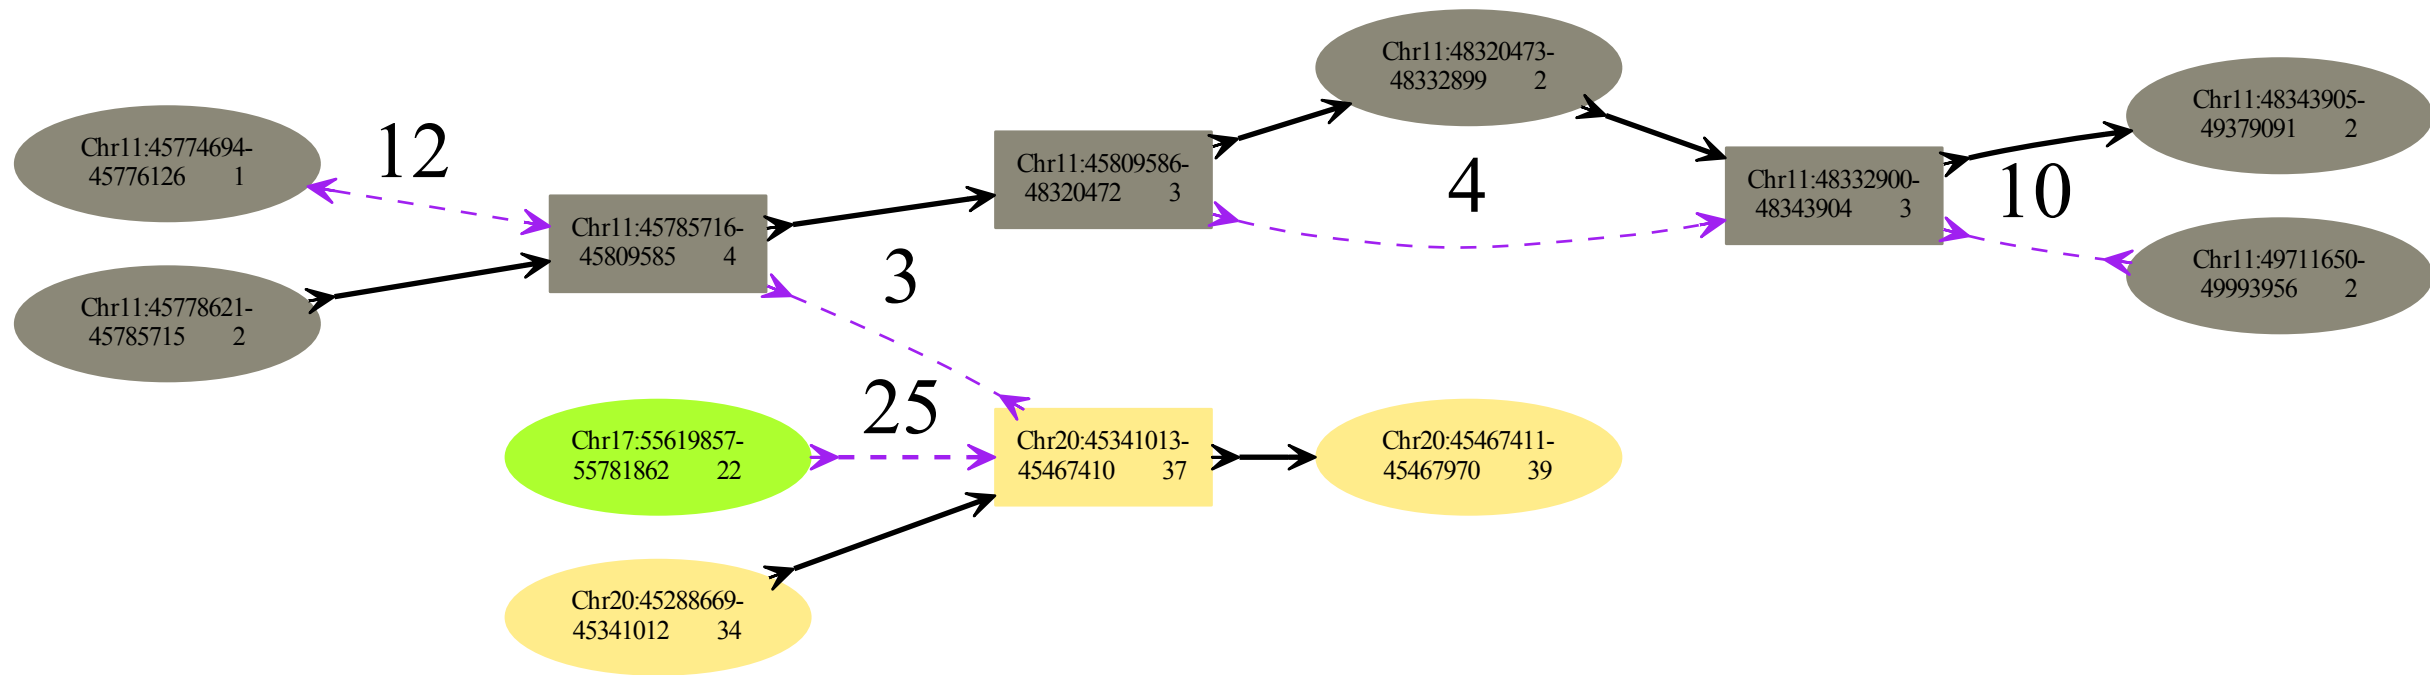 Chr11:48320473-
48332899 2
Chr11:48343905-
49379091 2
Chr11:45774694-
45776126 1
12
Chr11:45809586-
48320472 3
4
Chr11:48332900-
48343904 3
10
Chr11:45785716-
45809585 4
3
Chr11:49711650-
49993956 2
Chr11:45778621-
45785715 2
25
Chr17:55619857-
55781862 22
Chr20:45341013-
45467410 37
Chr20:45467411-
45467970 39
Chr20:45288669-
45341012 34